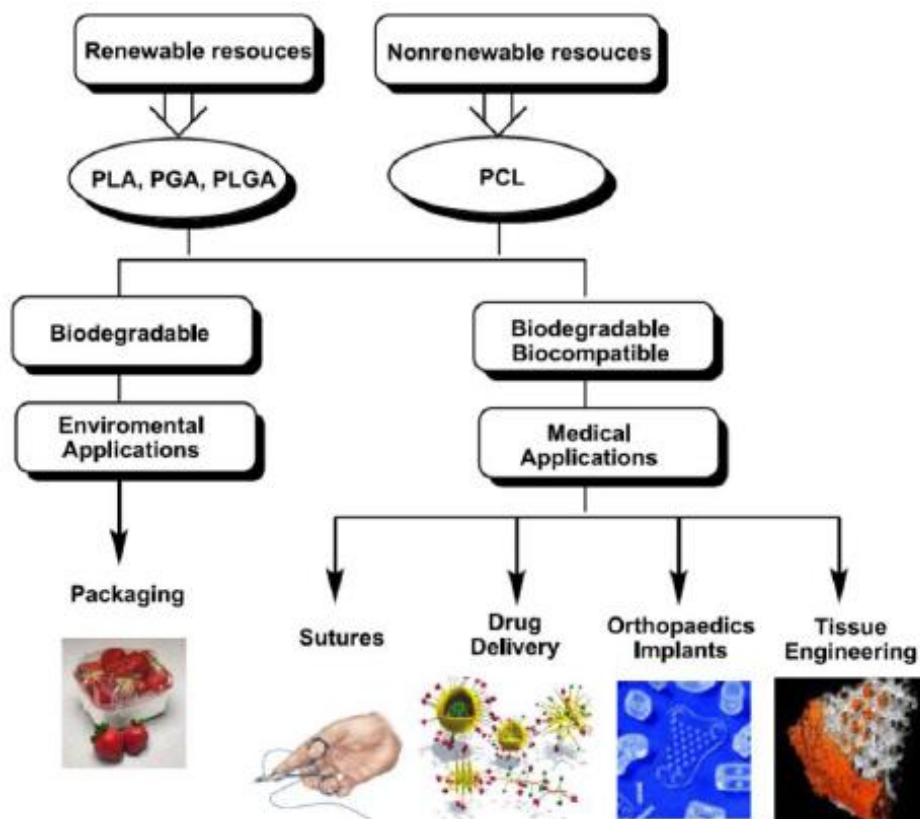 Renewable resouces
Nonrenewable resouces
PLA, PGA, PLGA
PCL
Biodegradable
Biodegradable
Biocompatible
Enviromental
Applications
Medical
Applications
Packaging
Sutures
Drug
Delivery
Orthopaedics
Implants
Tissue
Engineering